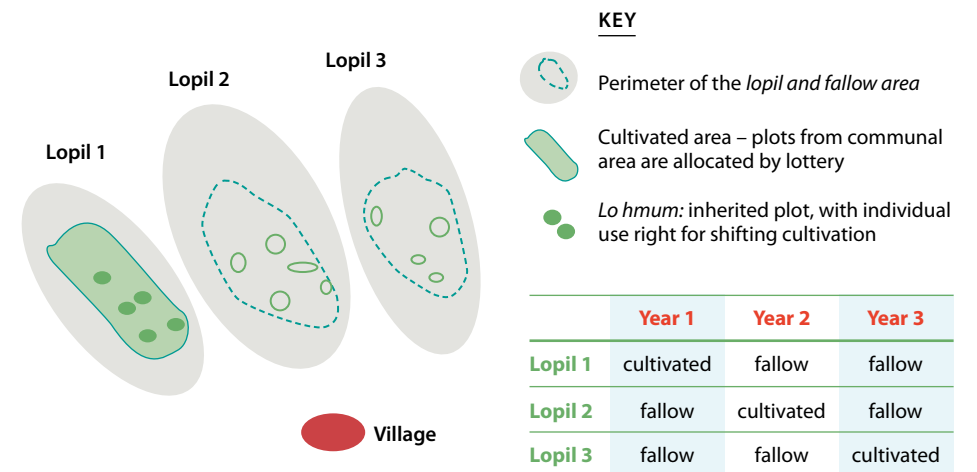 Lopil 1
Lopil 2
Lopil 3
Village
KEY
Perimeter of the lopil and fallow area
Cultivated area – plots from communal
area are allocated by lottery
Lo hmum: inherited plot, with individual
use right for shifting cultivation
Year 1 Year 2 Year 3
Lopil 1 cultivated fallow fallow
Lopil 2 fallow cultivated fallow
Lopil 3 fallow fallow cultivated